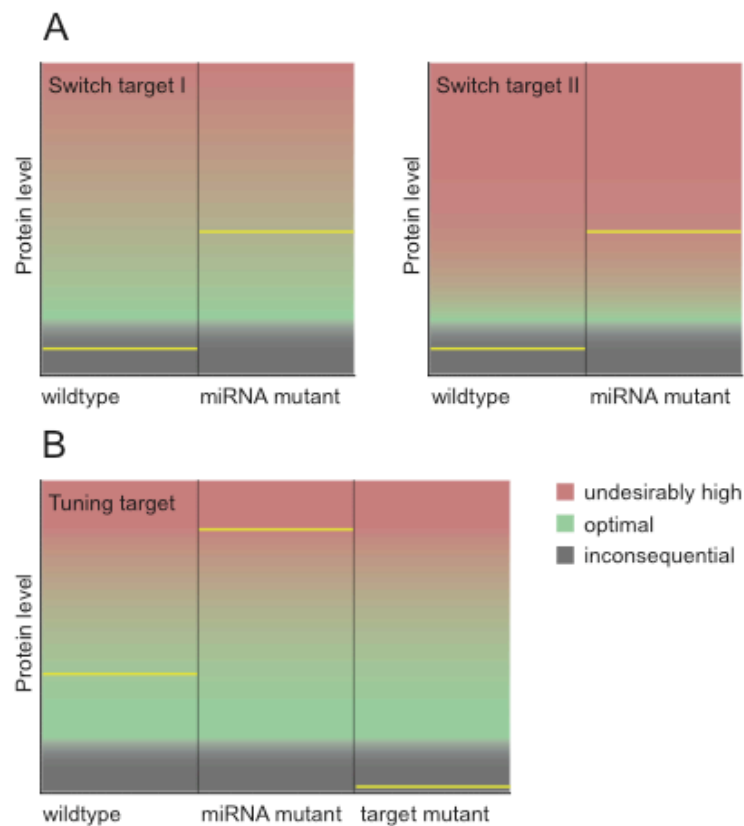 A
Switch target I
Protein level
wildtype
miRNA mutant
Switch target II
Protein level
wildtype
miRNA mutant
B
Tuning target
Protein level
wildtype
miRNA mutant
target mutant
undesirably high
optimal
inconsequential